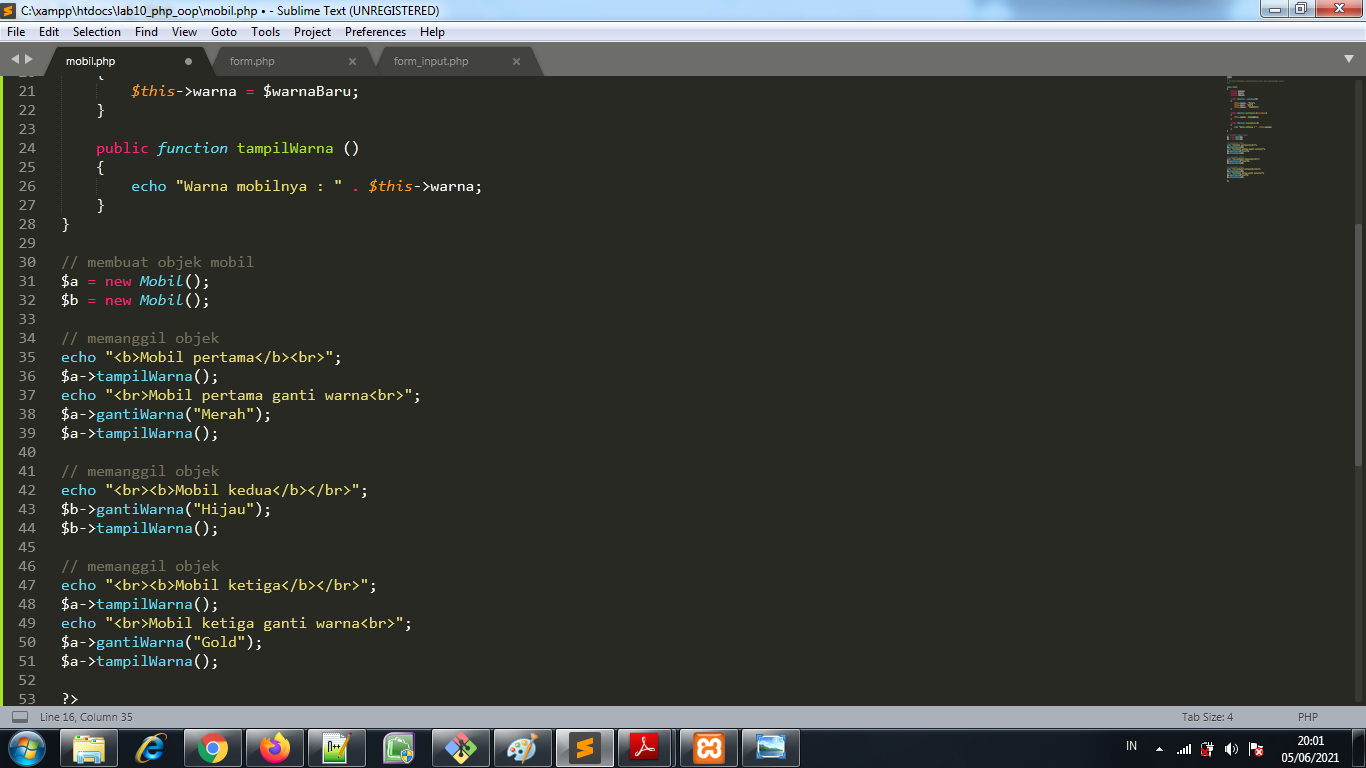 C:\xampp\htdocs\lab10_php_oop\mobil.php • - Sublime Text (UNREGISTERED)
File Edit Selection Find View Goto Tools Project Preferences Help
mobil.php form.php form_input.php
{
21 $this->warna = $warnaBaru;
22 }
23
24 public function tampilWarna ()
25 {
26 echo "Warna mobilnya : " . $this->warna;
27 }
28 }
29
30 // membuat objek mobil
31 $a = new Mobil();
32 $b = new Mobil();
33
34 // memanggil objek
35 echo "<b>Mobil pertama</b><br>";
36 $a->tampilWarna();
37 echo "<br>Mobil pertama ganti warna<br>";
38 $a->gantiWarna("Merah");
39 $a->tampilWarna();
40
41 // memanggil objek
42 echo "<br><b>Mobil kedua</b></br>";
43 $b->gantiWarna("Hijau");
44 $b->tampilWarna();
45
46 // memanggil objek
47 echo "<br><b>Mobil ketiga</b></br>";
48 $a->tampilWarna();
49 echo "<br>Mobil ketiga ganti warna<br>";
50 $a->gantiWarna("Gold");
51 $a->tampilWarna();
52
53 ?>
Line 16, Column 35 Tab Size: 4 PHP
IN 20:01
05/06/2021